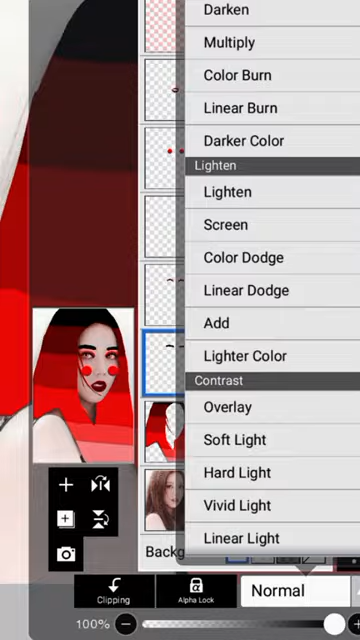 Darken
Multiply
Color Burn
Linear Burn
Darker Color
Lighten
Lighten
Screen
Color Dodge
Linear Dodge
Add
Lighter Color
Contrast
Overlay
Soft Light
Hard Light
Vivid Light
Linear Light
Backg
Clipping
Alpha Lock
Normal
100%